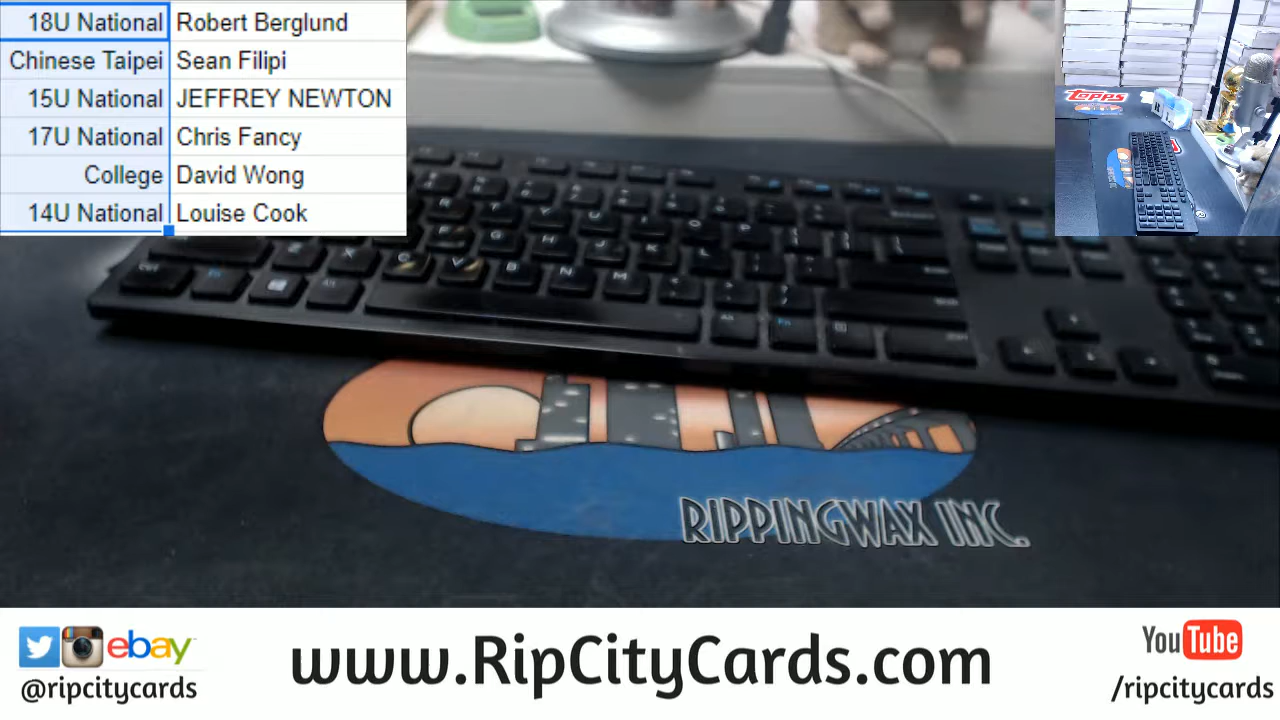 18U National Robert Berglund
Chinese Taipei Sean Filipi
15U National JEFFREY NEWTON
17U National Chris Fancy
College David Wong
14U National Louise Cook
Topps
RIPPINGWAX INC.
ebay
@ripcitycards
www.RipCityCards.com
YouTube
/ripcitycards